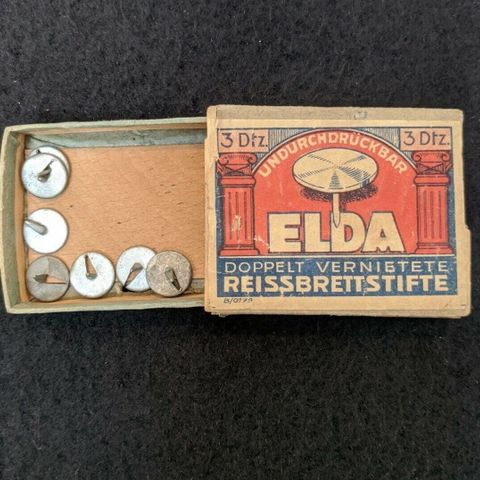 3 Dtz. 3 Dtz.
UNDURCHDRÜCKBAR
ELDA
DOPPELT VERNIETETE
REISSBRETTSTIFTE